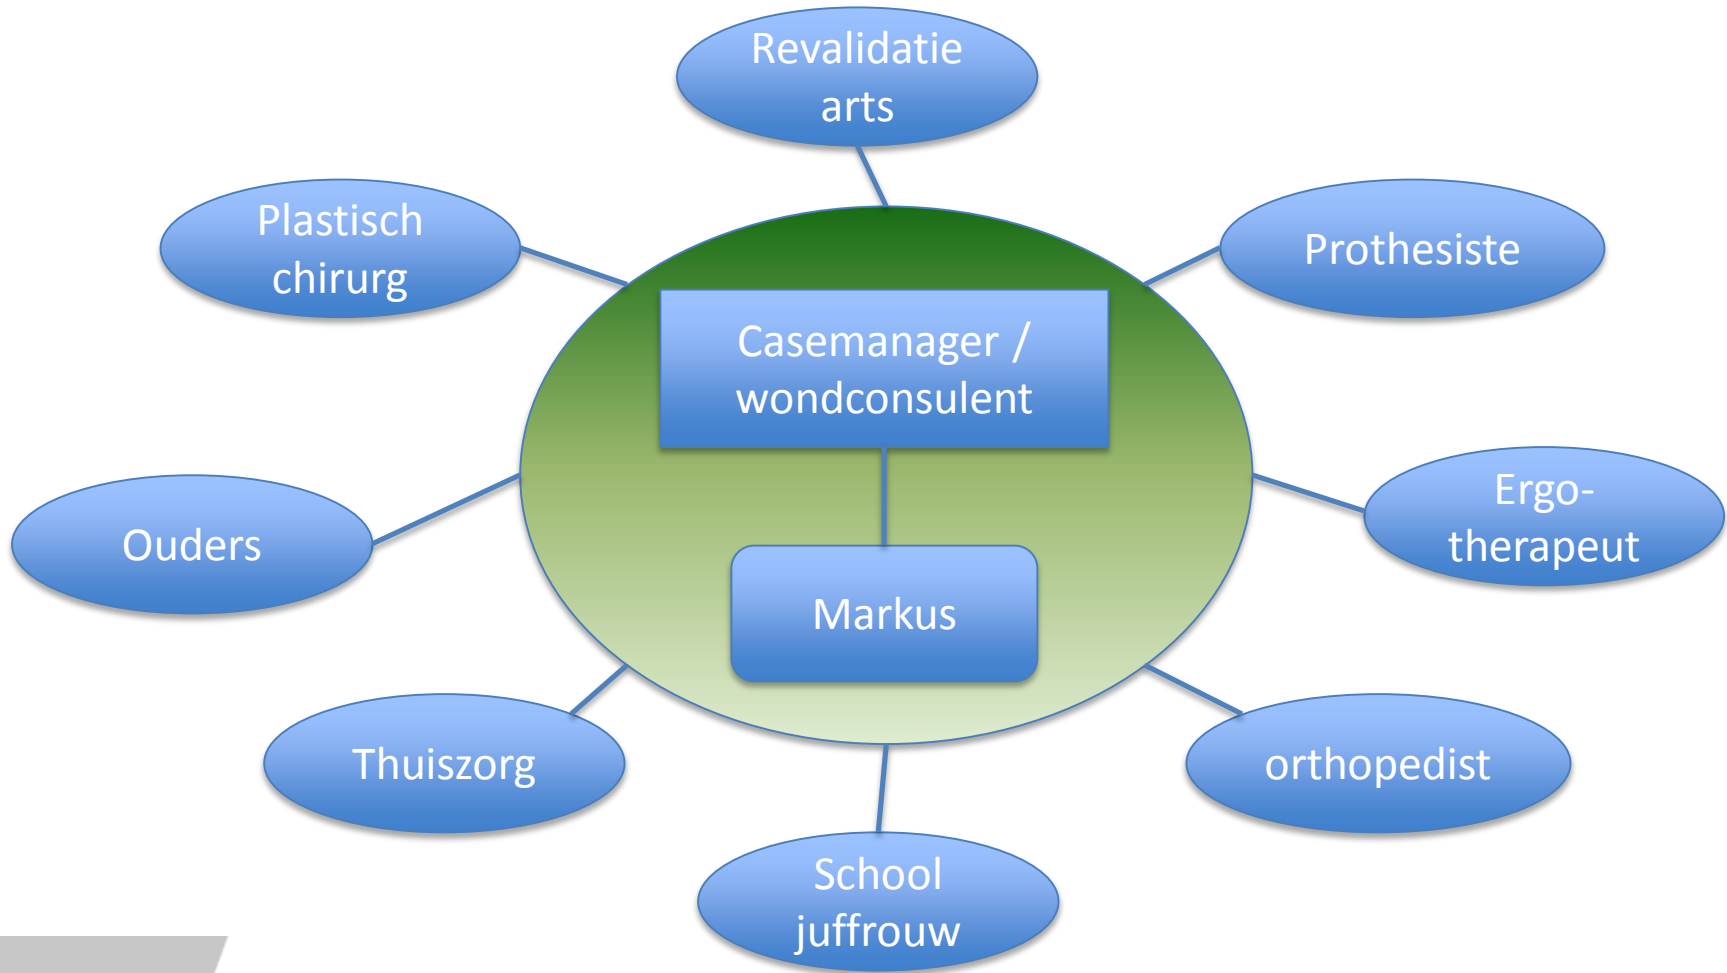 Revalidatie
arts
Plastisch
chirurg
Prothesiste
Casemanager /
wondconsulent
Ergo-
therapeut
Ouders
Markus
Thuiszorg
orthopedist
School
juffrouw